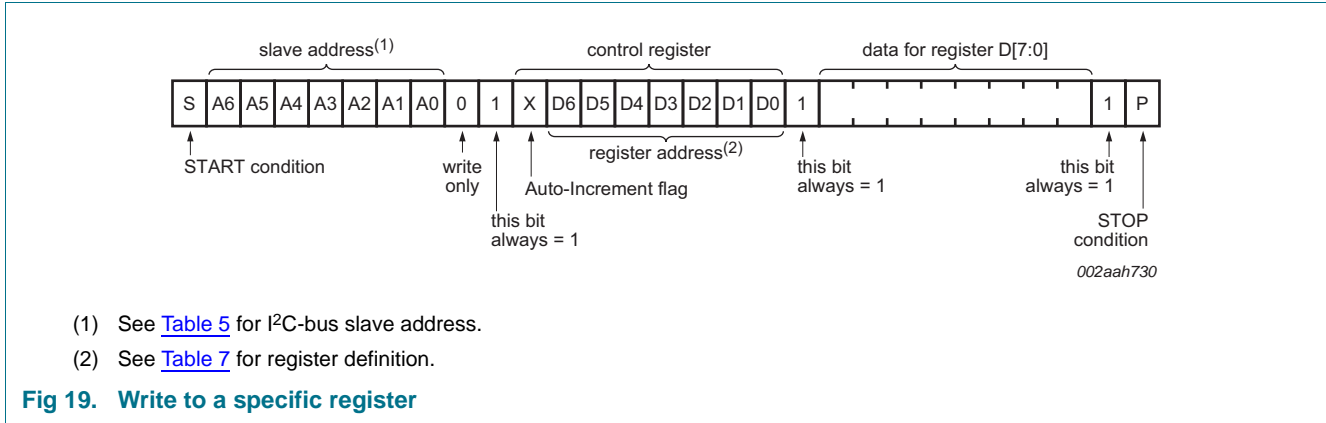 slave address(1) control register data for register D[7:0]
S A6 A5 A4 A3 A2 A1 A0 0 1 X D6 D5 D4 D3 D2 D1 D0 1 1 P
register address(2)
START condition write only this bit always = 1 Auto-Increment flag this bit always = 1 this bit always = 1 STOP condition
002aah730
(1) See Table 5 for I2C-bus slave address.
(2) See Table 7 for register definition.
Fig 19. Write to a specific register